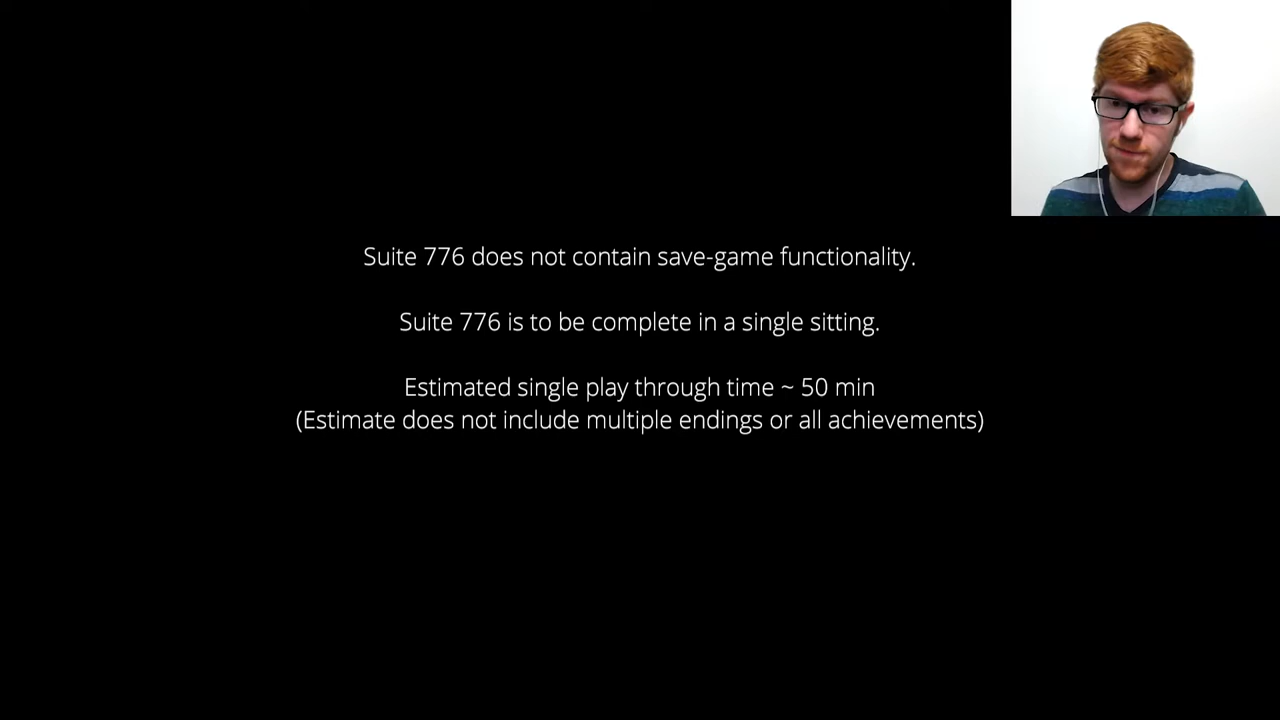 Suite 776 does not contain save-game functionality.
Suite 776 is to be complete in a single sitting.
Estimated single play through time ~ 50 min
(Estimate does not include multiple endings or all achievements)